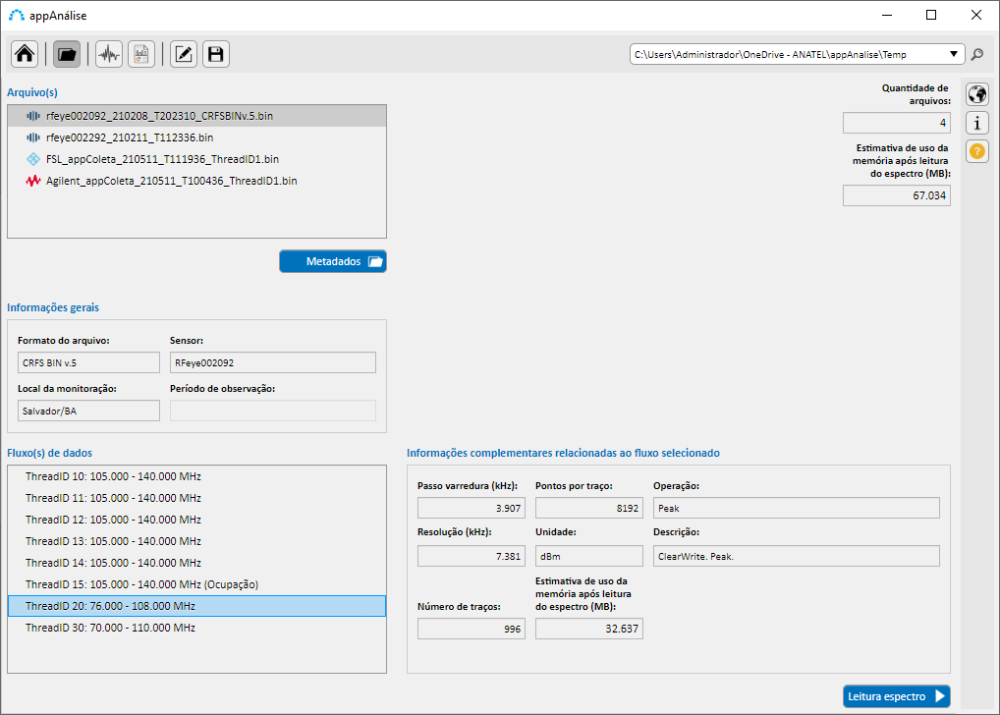 appAnálise
C:\Users\Administrador\OneDrive - ANATEL\appAnalise\Temp
Arquivo(s)
rfeye002092_210208_T202310_CRFSBINv.5.bin
rfeye002292_210211_T112336.bin
FSL_appColeta_210511_T111936_ThreadID1.bin
Agilent_appColeta_210511_T100436_ThreadID1.bin
Quantidade de
arquivos:
4
Estimativa de uso da
memória após leitura
do espectro (MB):
67.034
Metadados
Informações gerais
Formato do arquivo:
CRFS BIN v.5
Sensor:
RFeye002092
Local da monitoração:
Salvador/BA
Período de observação:
Fluxo(s) de dados
ThreadID 10: 105.000 - 140.000 MHz
ThreadID 11: 105.000 - 140.000 MHz
ThreadID 12: 105.000 - 140.000 MHz
ThreadID 13: 105.000 - 140.000 MHz
ThreadID 14: 105.000 - 140.000 MHz
ThreadID 15: 105.000 - 140.000 MHz (Ocupação)
ThreadID 20: 76.000 - 108.000 MHz
ThreadID 30: 70.000 - 110.000 MHz
Informações complementares relacionadas ao fluxo selecionado
Passo varredura (kHz):
3.907
Pontos por traço:
8192
Operação:
Peak
Resolução (kHz):
7.381
Unidade:
dBm
Descrição:
ClearWrite. Peak.
Número de traços:
996
Estimativa de uso da
memória após leitura
do espectro (MB):
32.637
Leitura espectro